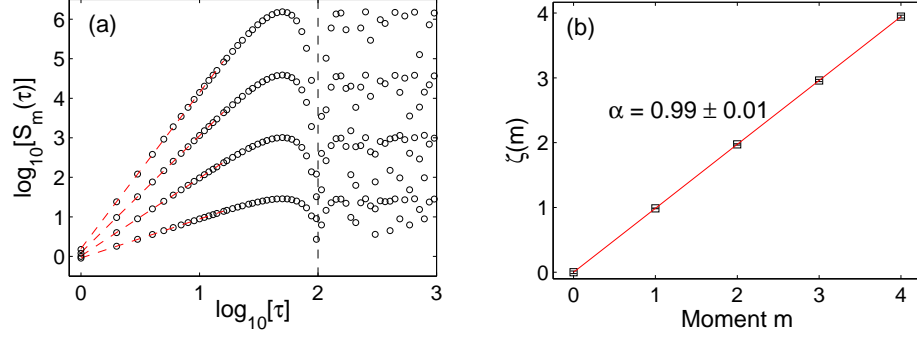 (a)
log10[Sm(τ)]
6
5
4
3
2
1
0
0 1 2 3
log10[τ]
(b)
ζ(m)
4
3
2
1
0
α = 0.99 ± 0.01
0 1 2 3 4
Moment m